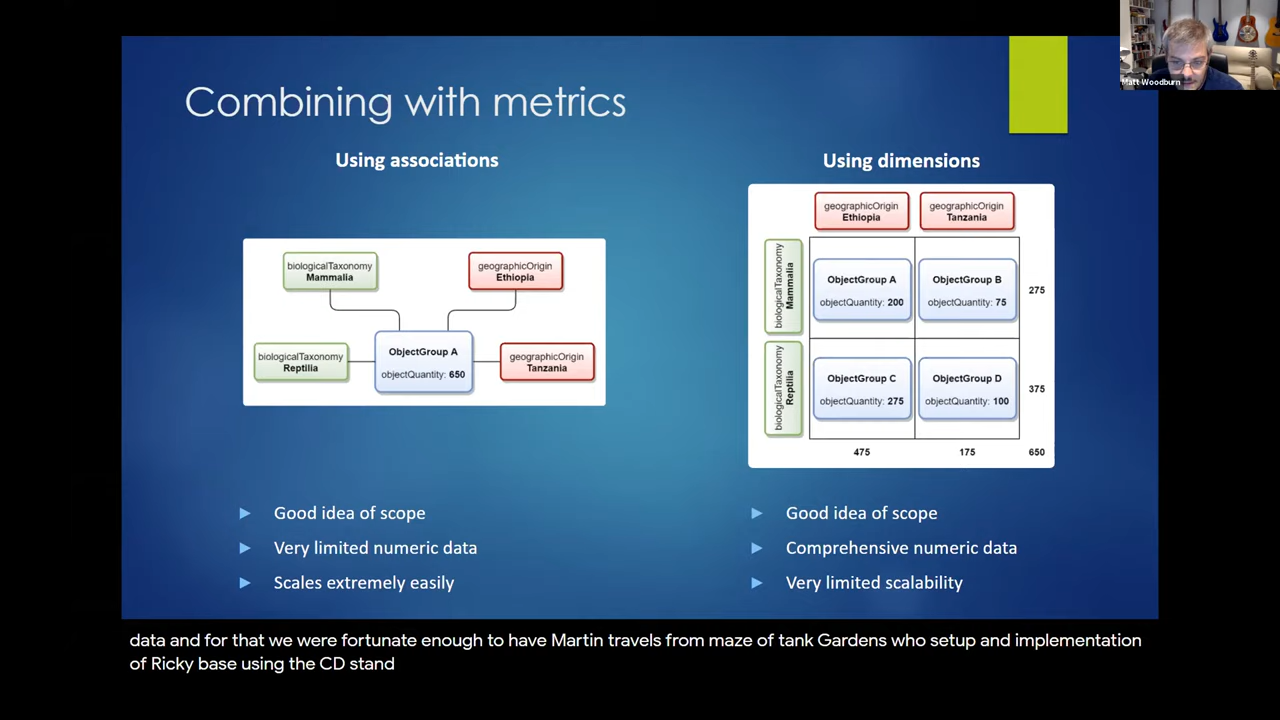 Matt Woodburn
Combining with metrics
Using associations
biologicalTaxonomy
Mammalia
geographicOrigin
Ethiopia
biologicalTaxonomy
Reptilia
ObjectGroup A
objectQuantity: 650
geographicOrigin
Tanzania
Good idea of scope
Very limited numeric data
Scales extremely easily
Using dimensions
geographicOrigin
Ethiopia
geographicOrigin
Tanzania
biologicalTaxonomy
Mammalia
ObjectGroup A
objectQuantity: 200
ObjectGroup B
objectQuantity: 75
275
biologicalTaxonomy
Reptilia
ObjectGroup C
objectQuantity: 275
ObjectGroup D
objectQuantity: 100
375
475
175
650
Good idea of scope
Comprehensive numeric data
Very limited scalability
data and for that we were fortunate enough to have Martin travels from maze of tank Gardens who setup and implementation
of Ricky base using the CD stand